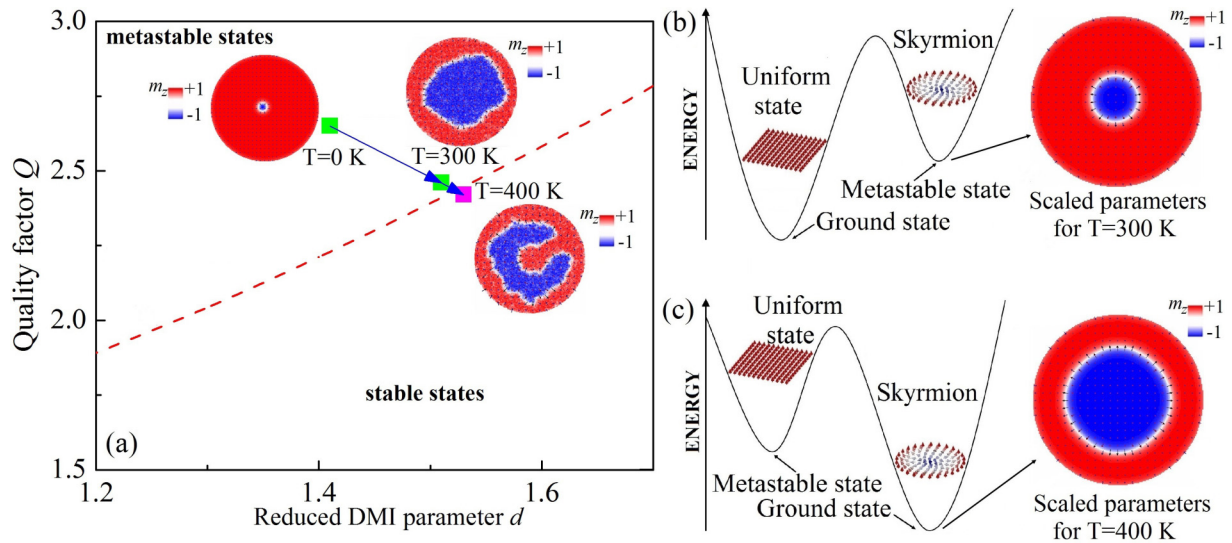 (a)
3.0
2.5
2.0
1.5
1.2
1.4
1.6
Quality factor Q
Reduced DMI parameter d
metastable states
m_z +1
-1
T=0 K
m_z +1
-1
T=300 K
T=400 K
m_z +1
-1
stable states
(b)
ENERGY
Uniform
state
Skyrmion
Metastable state
Ground state
m_z +1
-1
Scaled parameters
for T=300 K
(c)
ENERGY
Uniform
state
Skyrmion
Metastable state
Ground state
m_z +1
-1
Scaled parameters
for T=400 K